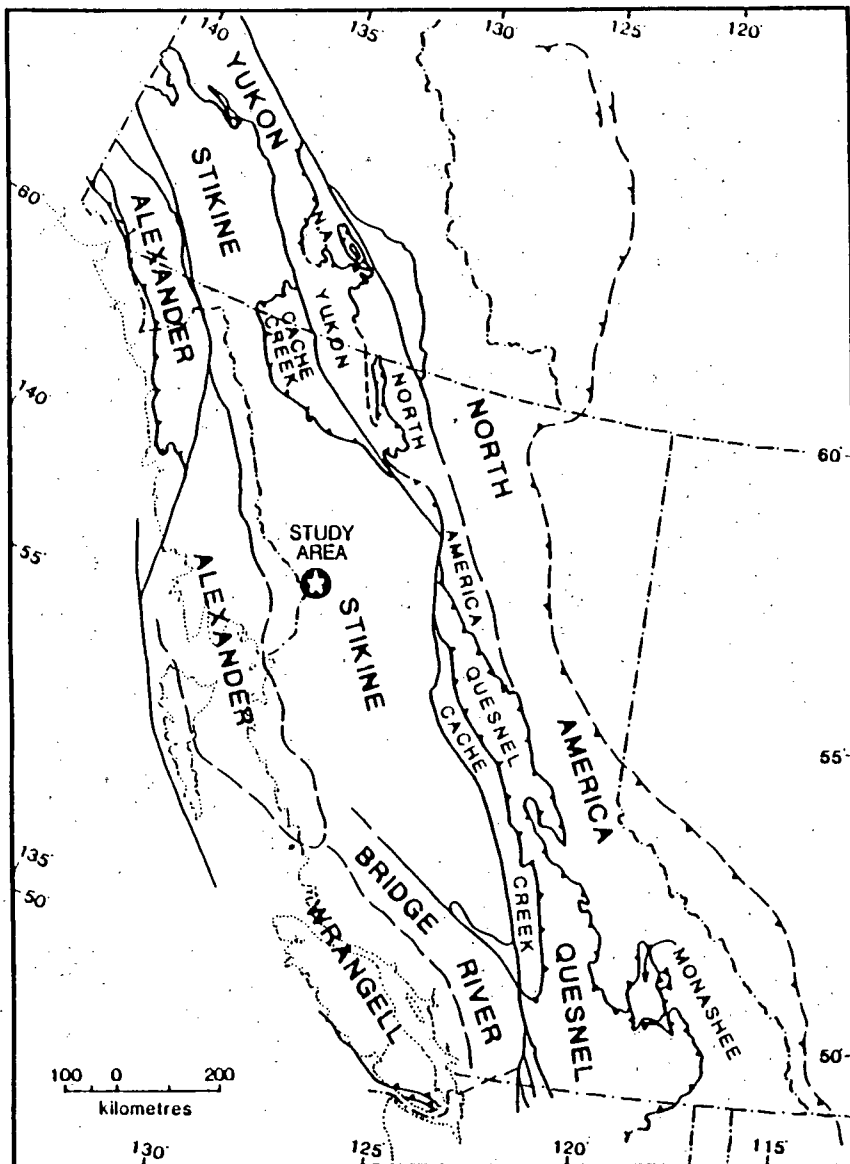 140° 135° 130° 125° 120°
YUKON
STIKINE
60°
ALEXANDER
N.A.
CACHE
CREEK
YUKON
NORTH
NORTH
140°
60°
STUDY
AREA
55°
AMERICA
ALEXANDER
STIKINE
QUESNEL
CACHE
AMERICA
55°
135°
50°
BRIDGE
RIVER
CREEK
WRANGELL
QUESNEL
MONASHEE
50°
100 0 200
kilometres
130° 125° 120° 115°